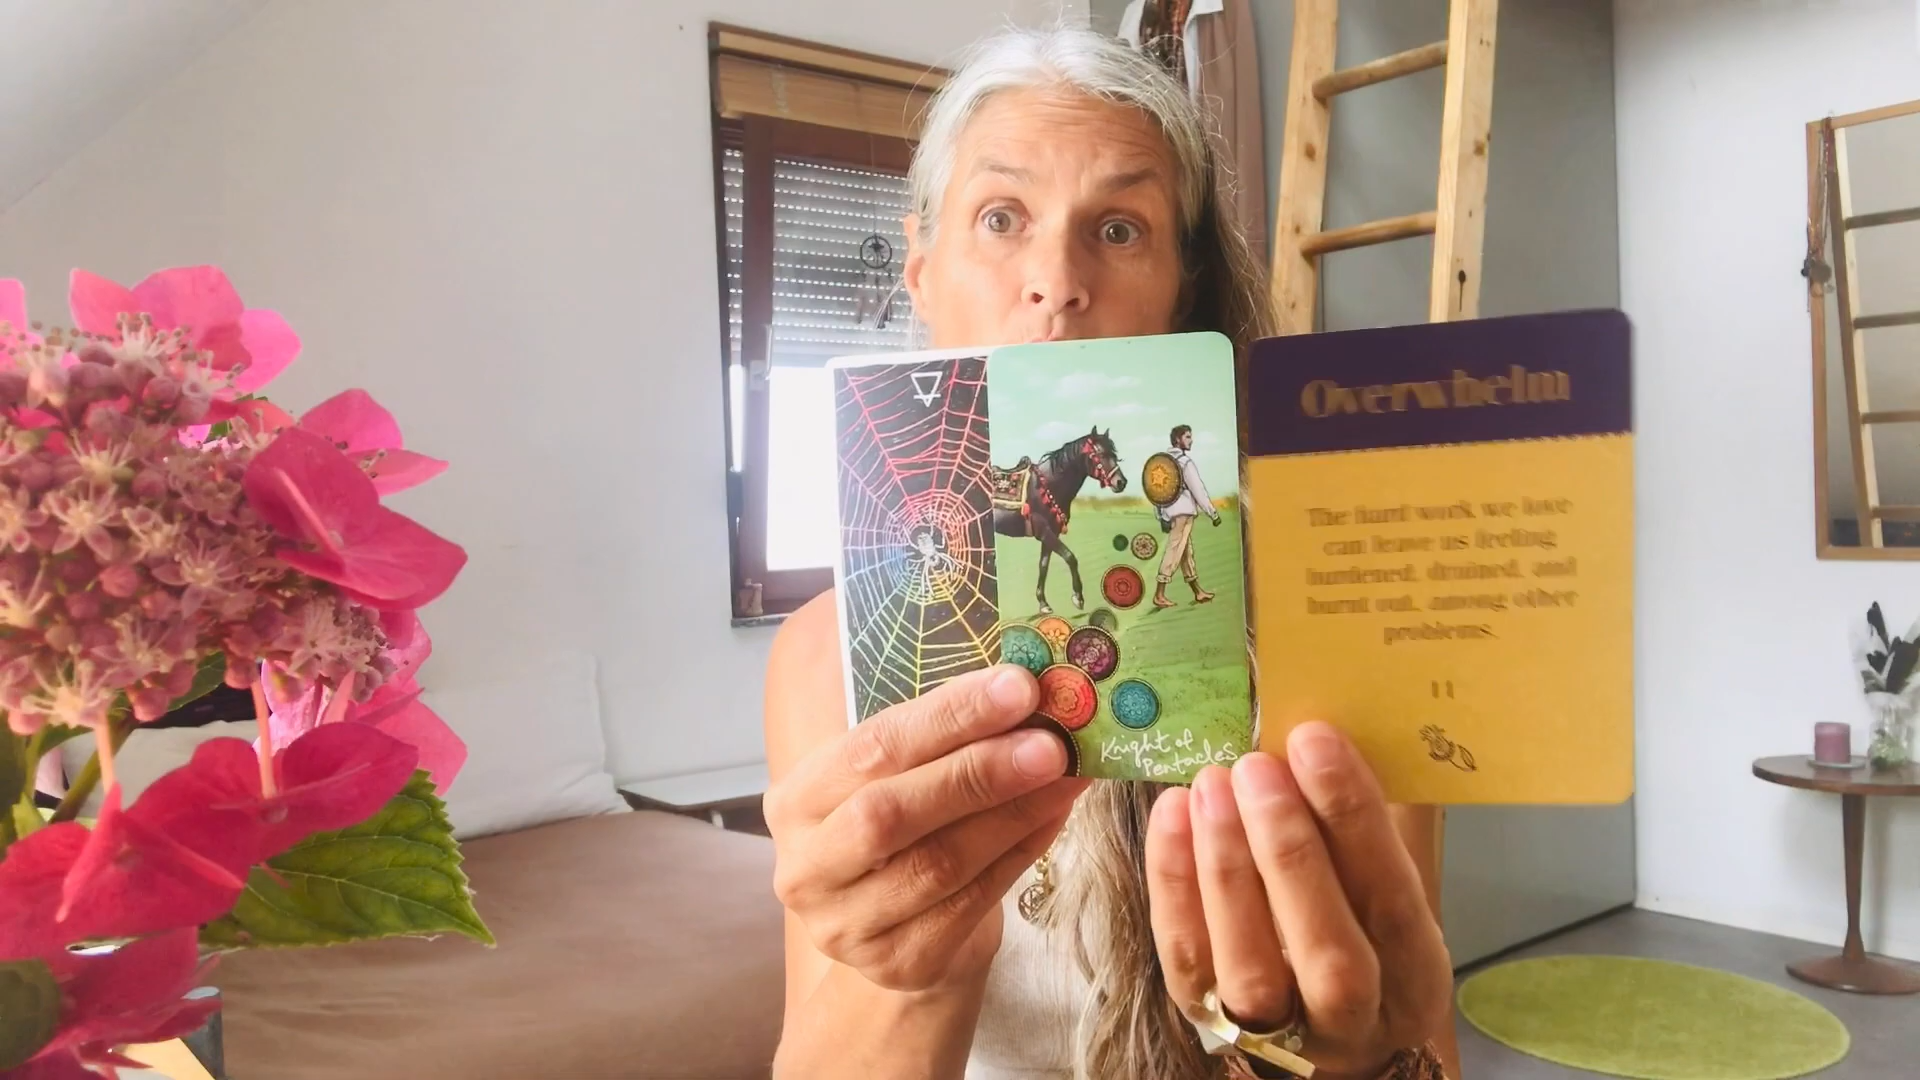 Knight of
Pentacles
Overwhelm
The hard work we love
can leave us feeling
burdened, drained, and
burnt out, among other
problems.
11